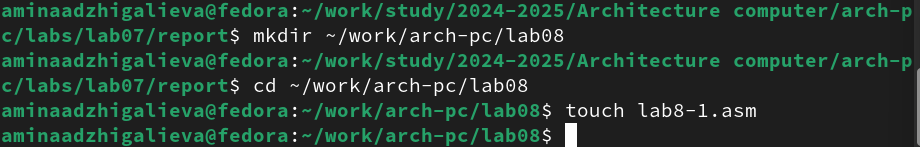 aminaadzhigalieva@fedora:~/work/study/2024-2025/Architecture computer/arch-p
c/labs/lab07/report$ mkdir ~/work/arch-pc/lab08
aminaadzhigalieva@fedora:~/work/study/2024-2025/Architecture computer/arch-p
c/labs/lab07/report$ cd ~/work/arch-pc/lab08
aminaadzhigalieva@fedora:~/work/arch-pc/lab08$ touch lab8-1.asm
aminaadzhigalieva@fedora:~/work/arch-pc/lab08$